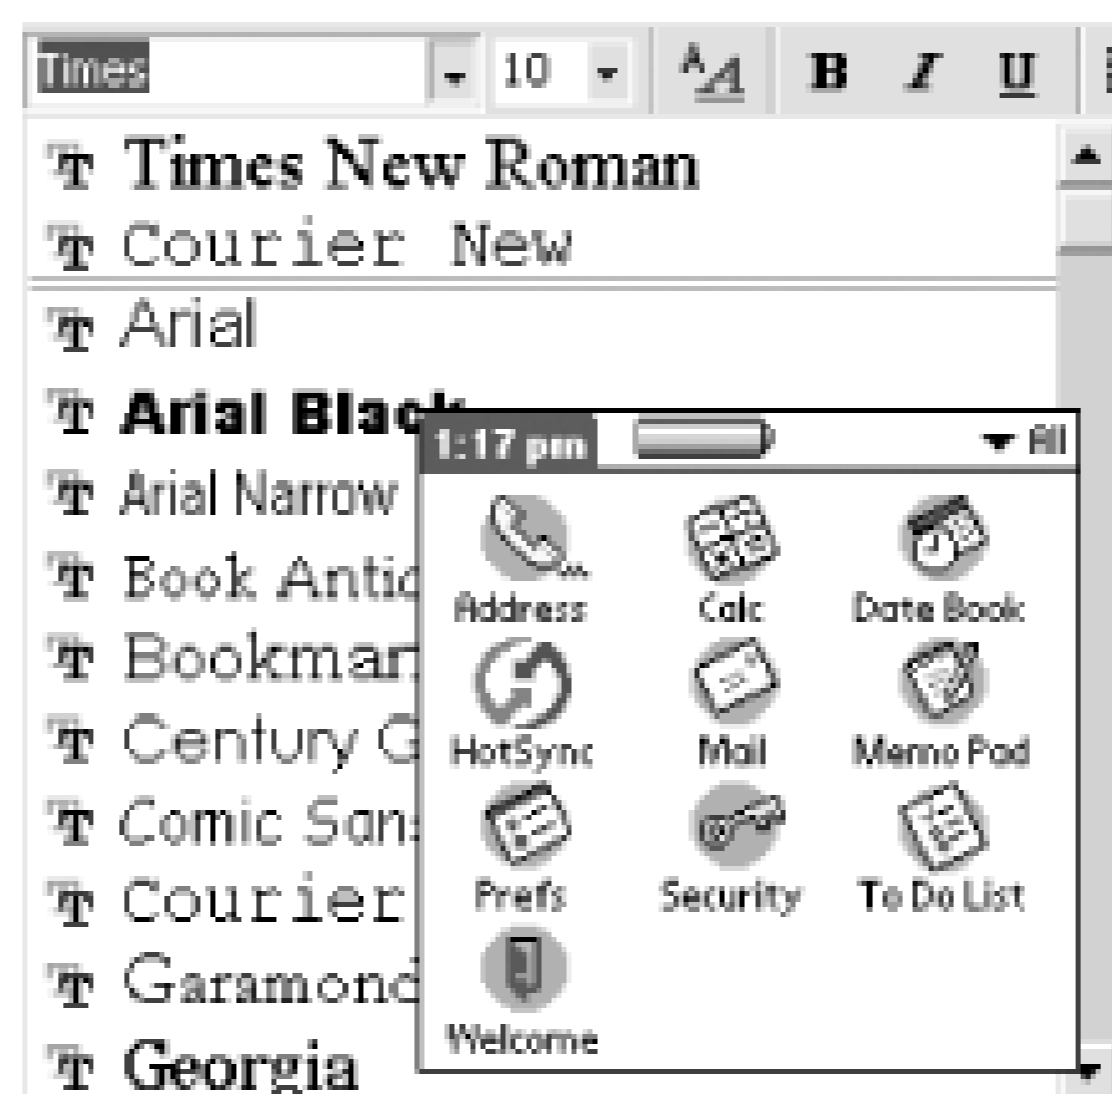 Times 10 A A B I U
Times New Roman
Courier New
Arial
Arial Black
Arial Narrow
Book Antiq
Bookman
Century G
Comic Sans
Courier
Garamond
Georgia
1:17 pm All
Address Calc Date Book
HotSync Mail Memo Pad
Prefs Security To Do List
Welcome